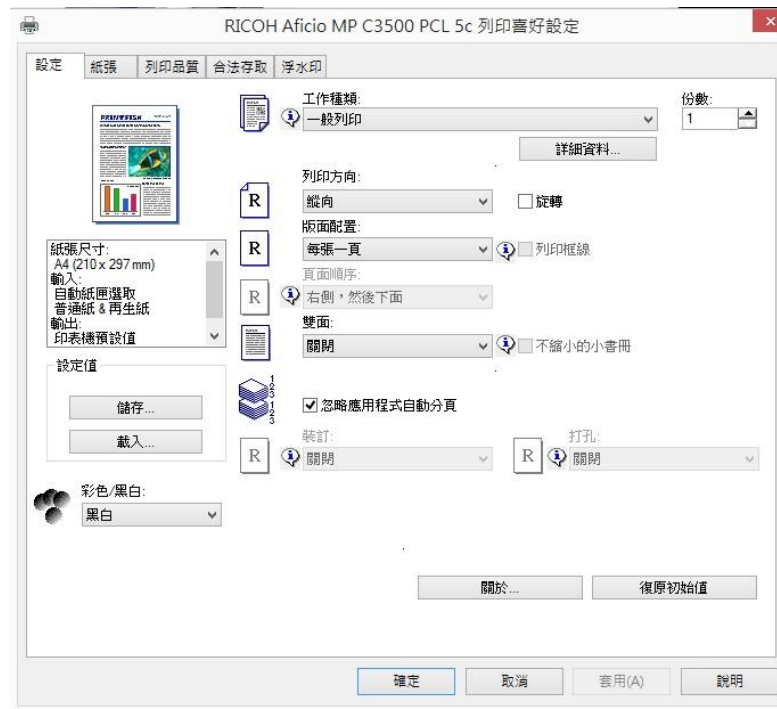 RICOH Aficio MP C3500 PCL 5c 列印喜好設定
設定 紙張 列印品質 合法存取 浮水印
工作種類:
一般列印
份數:
1
詳細資料...
列印方向:
縱向
旋轉
版面配置:
每張一頁
列印框線
頁面順序:
右側，然後下面
雙面:
關閉
不縮小的小書冊
忽略應用程式自動分頁
裝訂:
關閉
打孔:
關閉
紙張尺寸:
A4 (210 x 297 mm)
輸入:
自動紙匣選取
普通紙 & 再生紙
輸出:
印表機預設值
設定值
儲存...
載入...
彩色/黑白:
黑白
關於...
復原初始值
確定 取消 套用(A) 說明
R
R
R
R
R
1
2
3
1
2
3